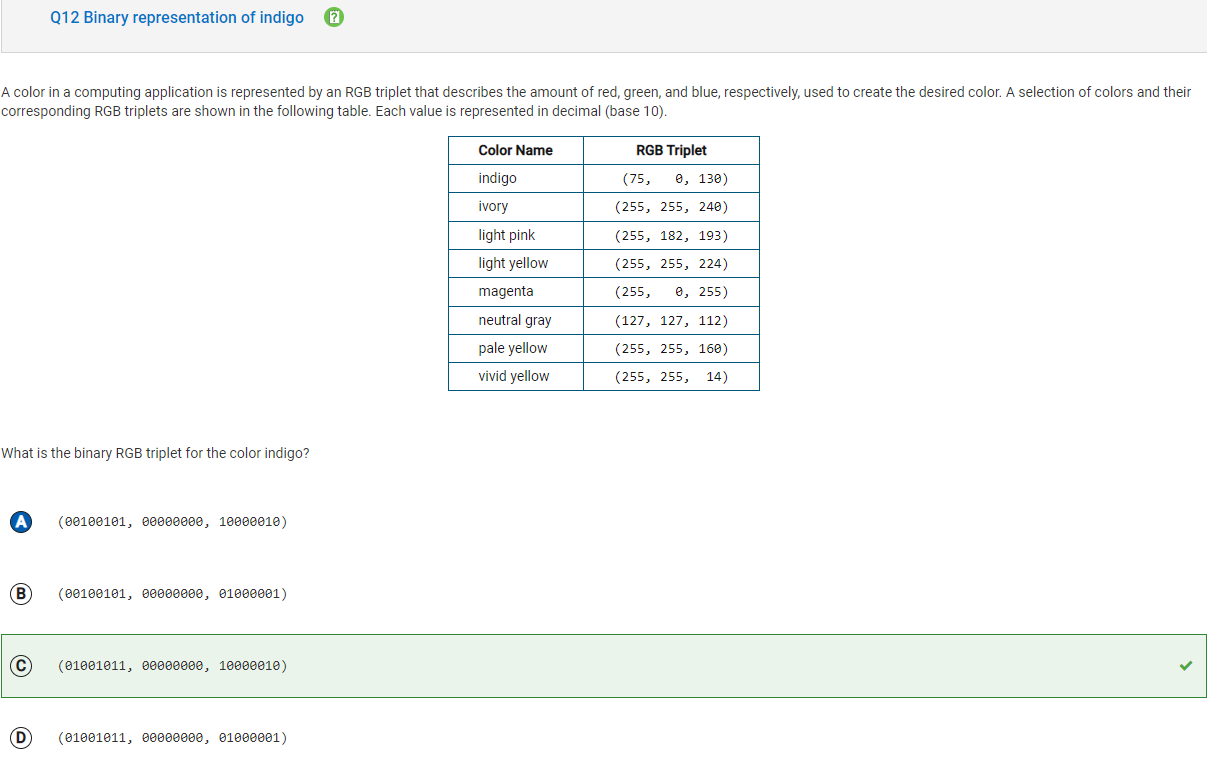 Q12 Binary representation of indigo ?
A color in a computing application is represented by an RGB triplet that describes the amount of red, green, and blue, respectively, used to create the desired color. A selection of colors and their
corresponding RGB triplets are shown in the following table. Each value is represented in decimal (base 10).
Color Name RGB Triplet
indigo (75, 0, 130)
ivory (255, 255, 240)
light pink (255, 182, 193)
light yellow (255, 255, 224)
magenta (255, 0, 255)
neutral gray (127, 127, 112)
pale yellow (255, 255, 160)
vivid yellow (255, 255, 14)
What is the binary RGB triplet for the color indigo?
A (00100101, 00000000, 10000010)
B (00100101, 00000000, 01000001)
C (01001011, 00000000, 10000010)
D (01001011, 00000000, 01000001)